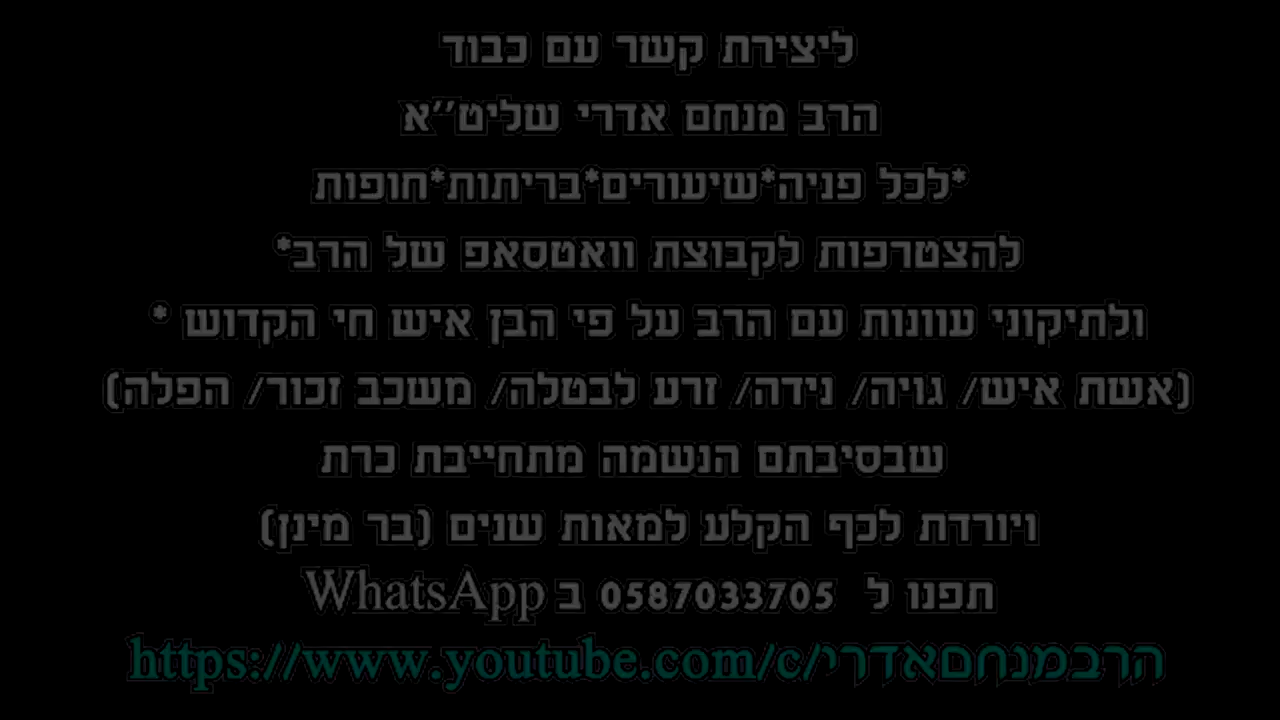 ליצירת קשר עם כבוד
הרב מנחם אדרי שליט''א
*לכל פניה*שיעורים*בריתות*חופות
להצטרפות לקבוצת וואטסאפ של הרב*
ולתיקוני עוונות עם הרב על פי הבן איש חי הקדוש *
(אשת איש/ גויה/ נידה/ זרע לבטלה/ משכב זכור/ הפלה)
שבסיבתם הנשמה מתחייבת כרת
ויורדת לכף הקלע למאות שנים (בר מינן)
תפנו ל 0587033705 ב WhatsApp
https://www.youtube.com/c/הרבמנחםאדרי